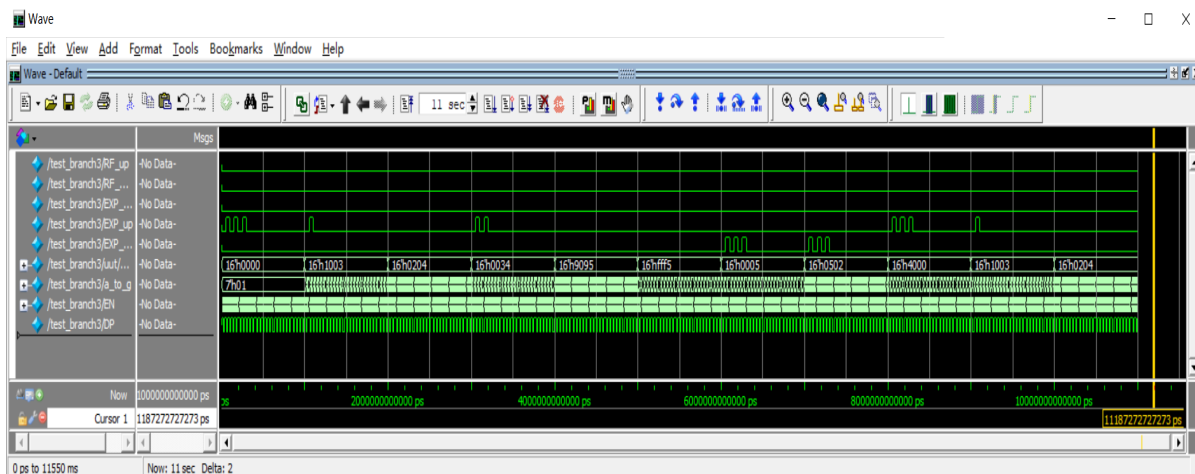 Wave
File Edit View Add Format Tools Bookmarks Window Help
Wave - Default
11 sec
Msgs
/test_branch3/RF_up -No Data-
/test_branch3/RF_... -No Data-
/test_branch3/EXP_... -No Data-
/test_branch3/EXP_up -No Data-
/test_branch3/EXP_... -No Data-
/test_branch3/uut/... -No Data- 16'h0000 16'h1003 16'h0204 16'h0034 16'h9095 16'hfff5 16'h0005 16'h0502 16'h4000 16'h1003 16'h0204
/test_branch3/a_to_g -No Data- 7'h01
/test_branch3/EN -No Data-
/test_branch3/DP -No Data-
Now 1000000000000 ps ps 2000000000000 ps 4000000000000 ps 6000000000000 ps 8000000000000 ps 10000000000000 ps
Cursor 1 1187272727273 ps 11187272727273 ps
0 ps to 11550 ms Now: 11 sec Delta: 2